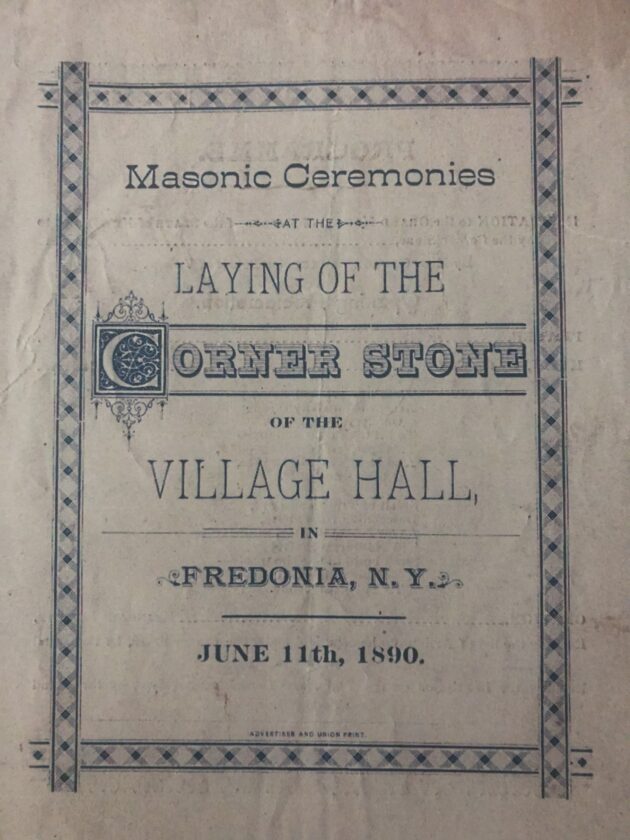 Masonic Ceremonies
AT THE
LAYING OF THE
CORNER STONE
OF THE
VILLAGE HALL,
IN
FREDONIA, N. Y.
JUNE 11th, 1890.
ADVERTISER AND UNION PRINT.